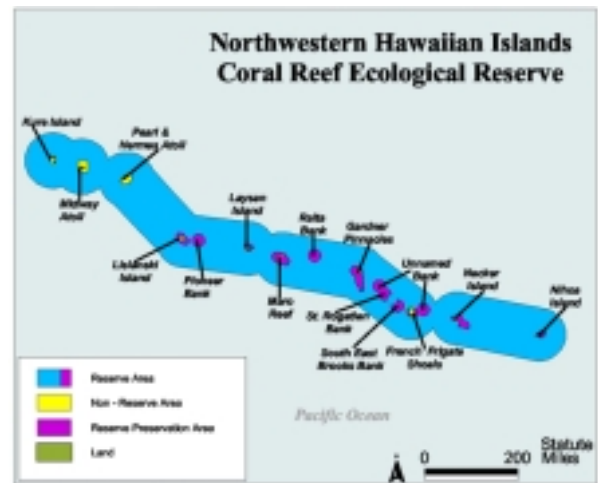 Northwestern Hawaiian Islands
Coral Reef Ecological Reserve
Kure Island
Pearl &
Hermes Atoll
Midway
Atoll
Laysan
Island
Raita
Bank
Gardner
Pinnacles
Lisianski
Island
Pioneer
Bank
Maro
Reef
Unnamed
Bank
Necker
Island
Nihoa
Island
St. Rogatien
Bank
South East
Brooks Bank
French Frigate
Shoals
Reserve Area
Non - Reserve Area
Reserve Preservation Area
Land
Pacific Ocean
0 200 Statute
Miles